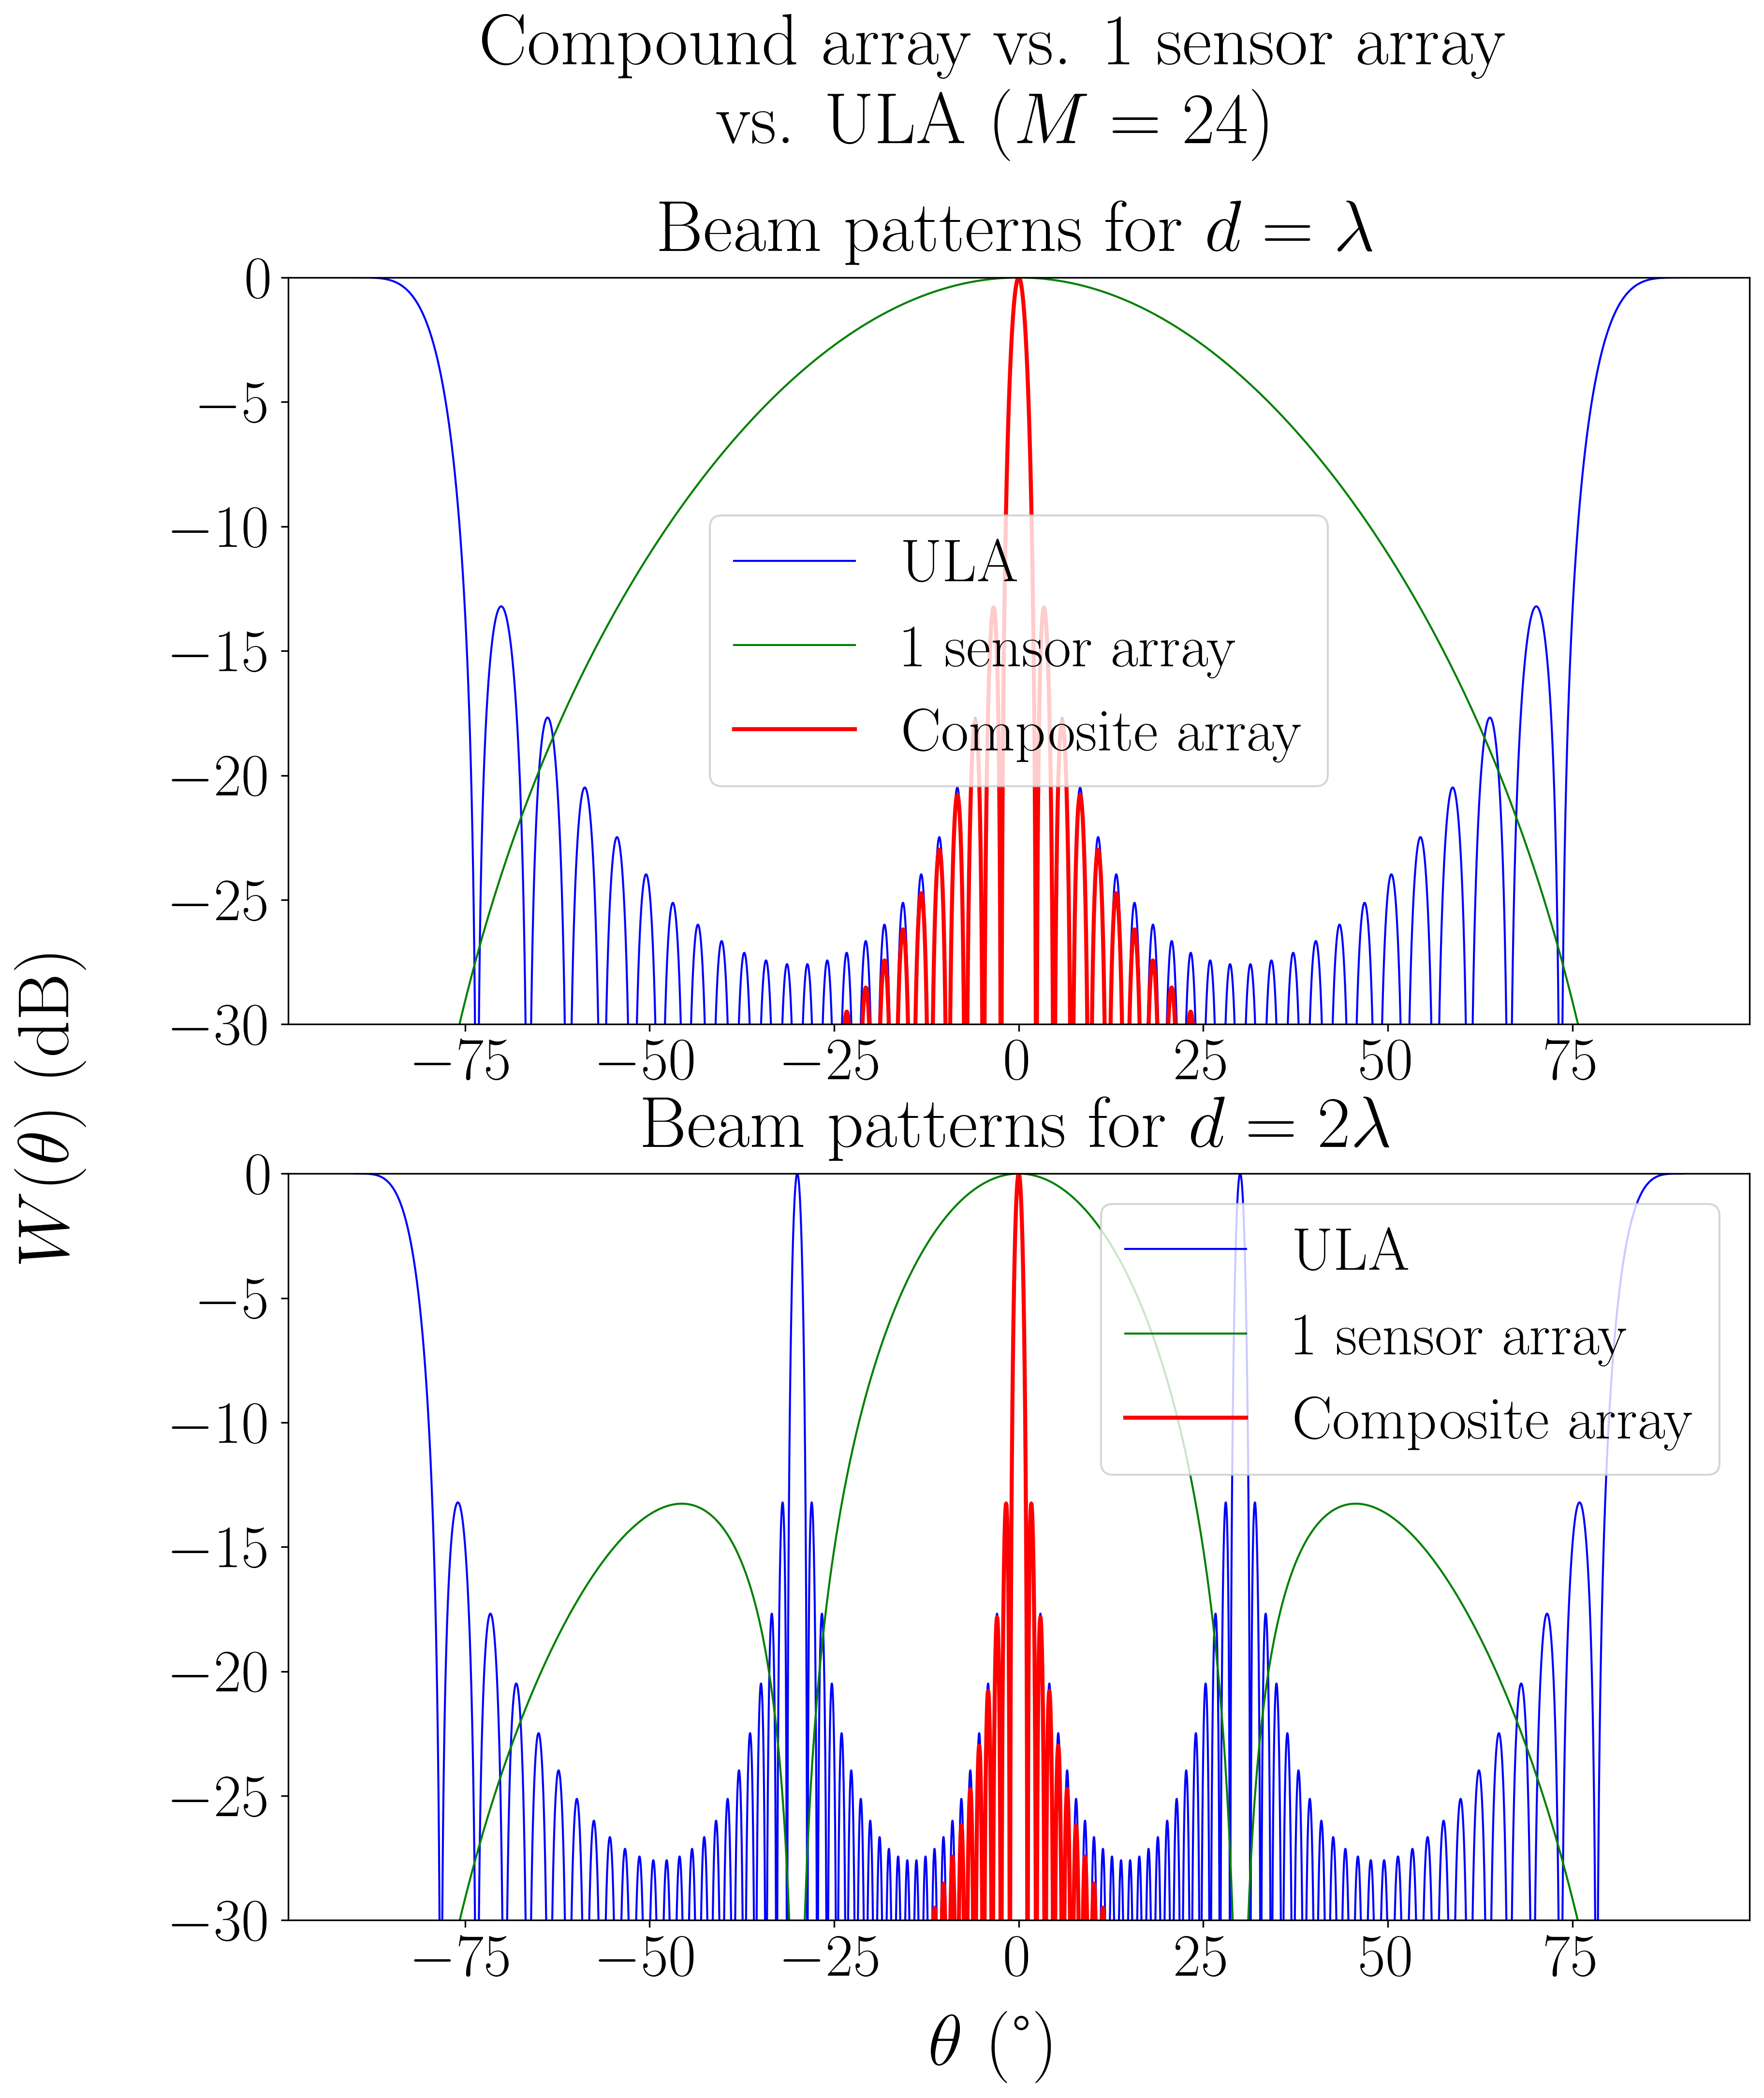 Compound array vs. 1 sensor array
vs. ULA (M = 24)
Beam patterns for d = λ
0
−5
−10
−15
−20
−25
−30
ULA
1 sensor array
Composite array
−75 −50 −25 0 25 50 75
W(θ) (dB)
Beam patterns for d = 2λ
0
−5
−10
−15
−20
−25
−30
ULA
1 sensor array
Composite array
−75 −50 −25 0 25 50 75
θ (°)